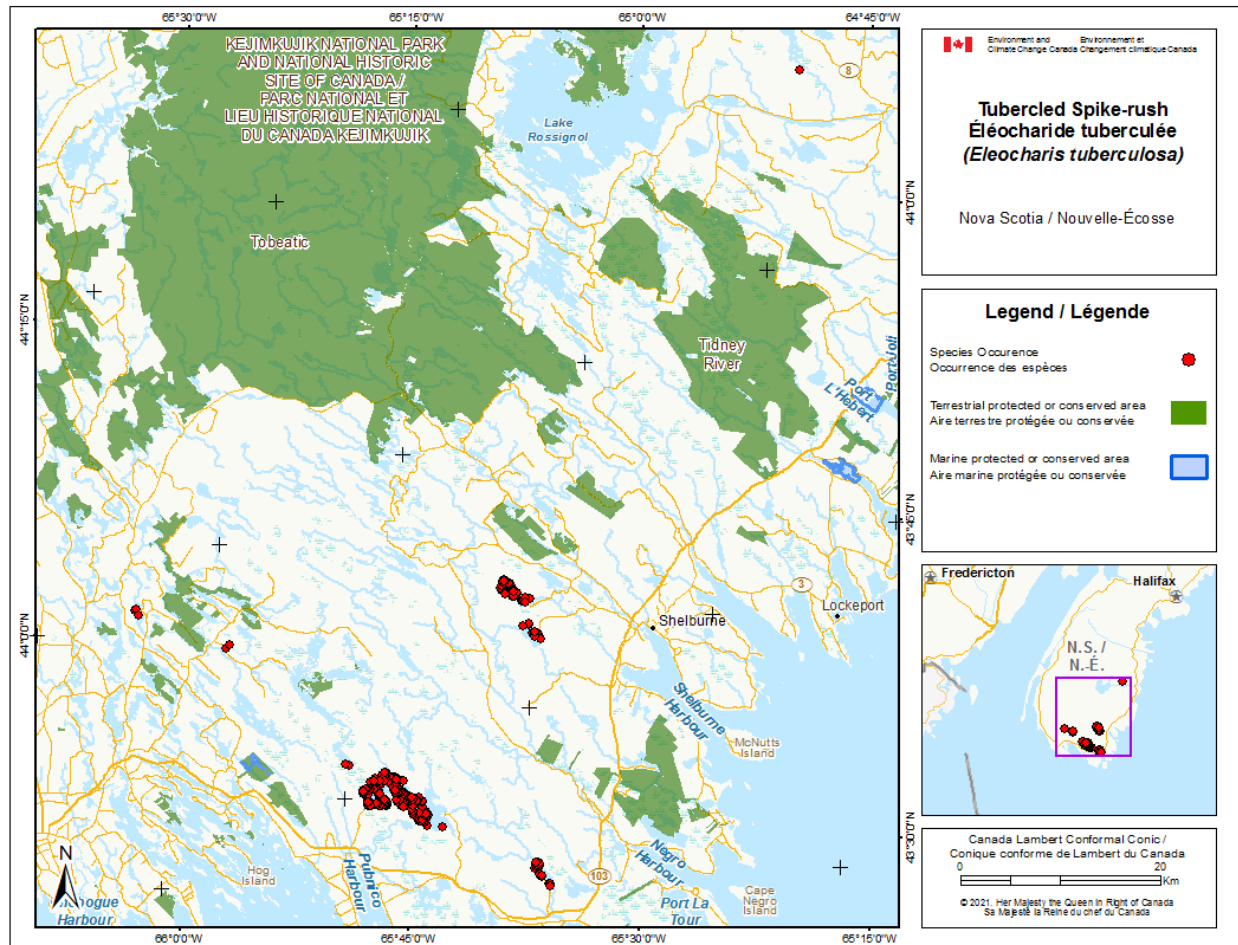 65°30'0"W
65°15'0"W
65°0'0"W
64°45'0"W
KEJIMKUJIK NATIONAL PARK
AND NATIONAL HISTORIC
SITE OF CANADA /
PARC NATIONAL ET
LIEU HISTORIQUE NATIONAL
DU CANADA KEJIMKUJIK
8
Lake
Rossignol
44°0'0"N
Tobeatic
44°15'0"N
Tidney
River
Port Joli
Port
L'Hebert
43°45'0"N
3
Lockeport
Shelburne
44°0'0"N
Shelburne
Harbour
McNutts
Island
43°30'0"N
Negro
Harbour
103
Pubnico
Harbour
Hog
Island
Cape
Negro
Island
Port La
Tour
N
Harbour
66°0'0"W
65°45'0"W
65°30'0"W
65°15'0"W
Environment and
Climate Change Canada
Environnement et
Changement climatique Canada
Tubercled Spike-rush
Éléocharide tuberculée
(Eleocharis tuberculosa)
Nova Scotia / Nouvelle-Écosse
Legend / Légende
Species Occurence
Occurrence des espèces
Terrestrial protected or conserved area
Aire terrestre protégée ou conservée
Marine protected or conserved area
Aire marine protégée ou conservée
Fredericton
Halifax
N.S. /
N.-É.
Canada Lambert Conformal Conic /
Conique conforme de Lambert du Canada
0 20
Km
© 2021. Her Majesty the Queen in Right of Canada
Sa Majesté la Reine du chef du Canada